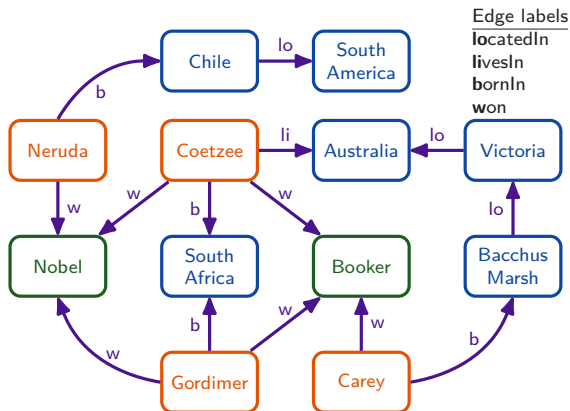 Edge labels
locatedIn
livesIn
bornIn
won
Chile
lo
South
America
b
Neruda
Coetzee
li
Australia
lo
Victoria
w
w
b
w
lo
Nobel
South
Africa
Booker
Bacchus
Marsh
w
b
w
w
b
Gordimer
Carey